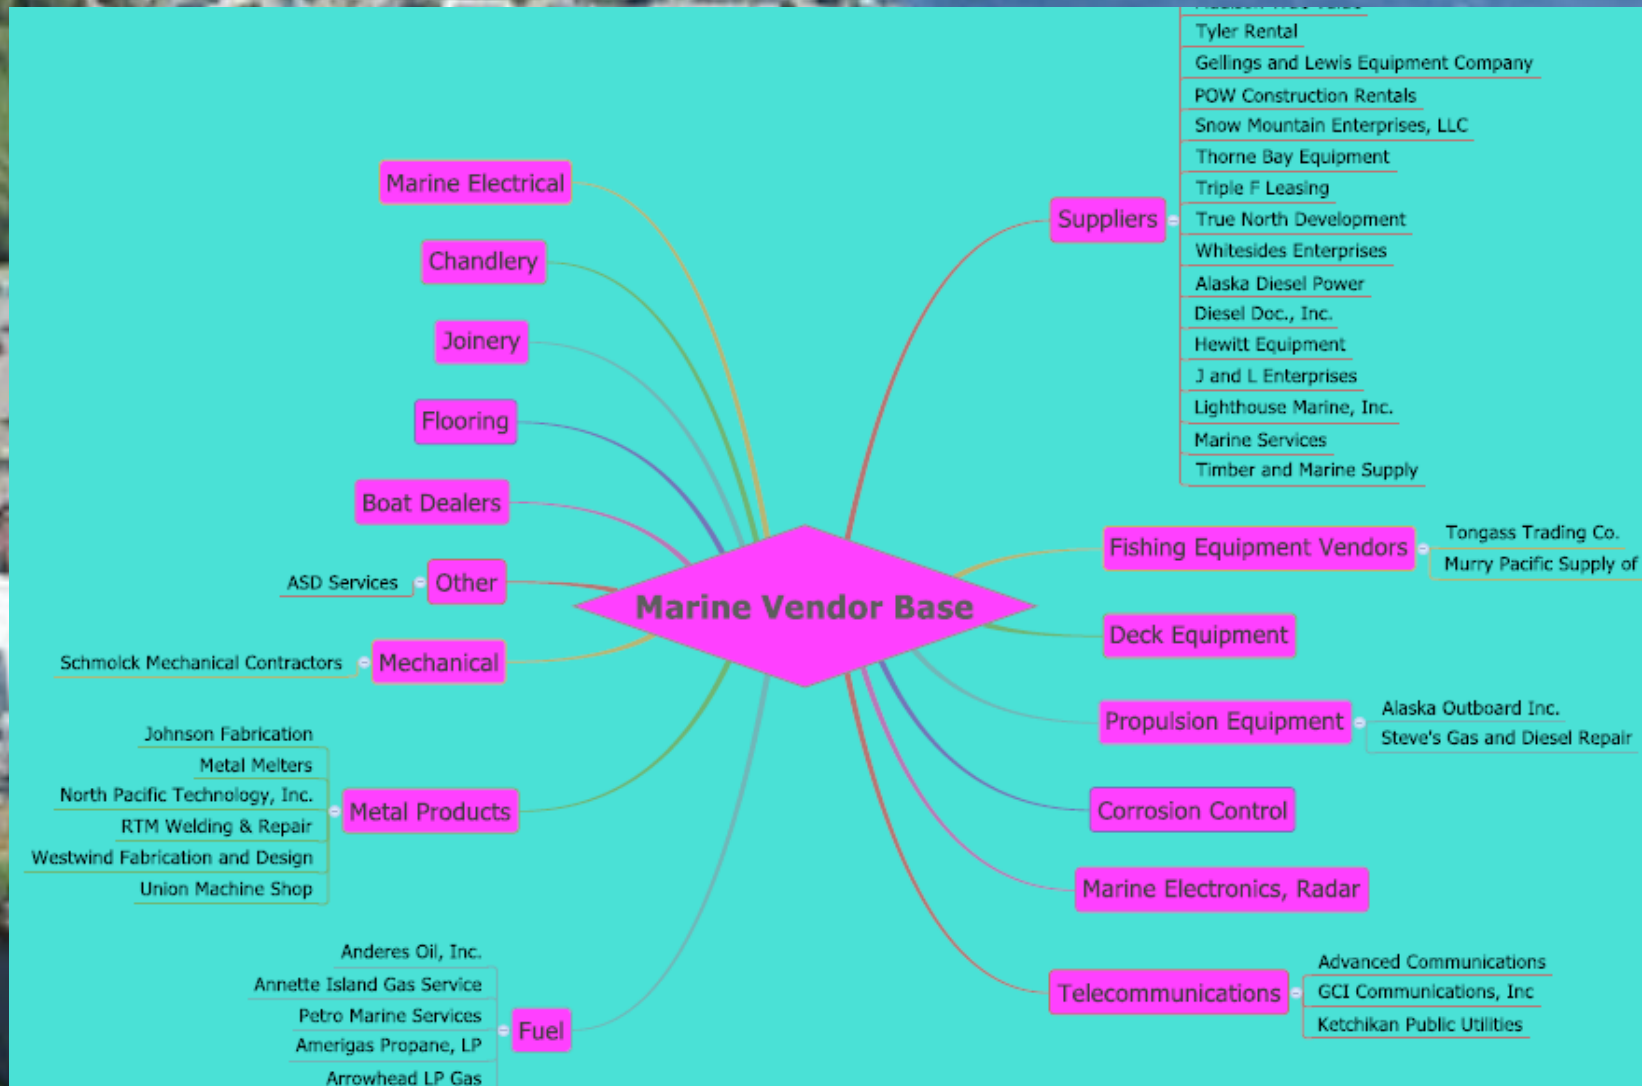 Tyler Rental
Gellings and Lewis Equipment Company
POW Construction Rentals
Snow Mountain Enterprises, LLC
Thorne Bay Equipment
Triple F Leasing
True North Development
Whitesides Enterprises
Alaska Diesel Power
Diesel Doc., Inc.
Hewitt Equipment
J and L Enterprises
Lighthouse Marine, Inc.
Marine Services
Timber and Marine Supply
Suppliers
Marine Electrical
Chandlery
Joinery
Flooring
Boat Dealers
Other
ASD Services
Mechanical
Schmolck Mechanical Contractors
Marine Vendor Base
Fishing Equipment Vendors
Tongass Trading Co.
Murry Pacific Supply of
Deck Equipment
Propulsion Equipment
Alaska Outboard Inc.
Steve's Gas and Diesel Repair
Corrosion Control
Marine Electronics, Radar
Telecommunications
Advanced Communications
GCI Communications, Inc
Ketchikan Public Utilities
Metal Products
Johnson Fabrication
Metal Melters
North Pacific Technology, Inc.
RTM Welding & Repair
Westwind Fabrication and Design
Union Machine Shop
Fuel
Anderes Oil, Inc.
Annette Island Gas Service
Petro Marine Services
Amerigas Propane, LP
Arrowhead LP Gas